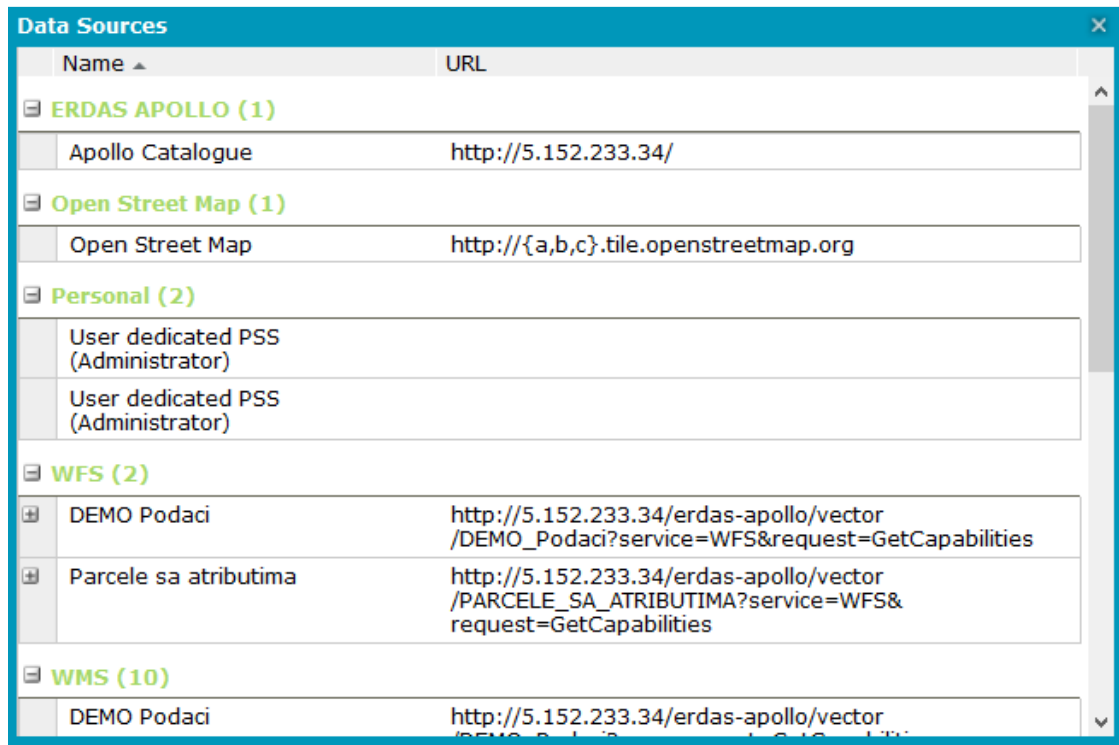 Data Sources
Name URL
ERDAS APOLLO (1)
Apollo Catalogue http://5.152.233.34/
Open Street Map (1)
Open Street Map http://{a,b,c}.tile.openstreetmap.org
Personal (2)
User dedicated PSS
(Administrator)
User dedicated PSS
(Administrator)
WFS (2)
DEMO Podaci http://5.152.233.34/erdas-apollo/vector
/DEMO_Podaci?service=WFS&request=GetCapabilities
Parcele sa atributima http://5.152.233.34/erdas-apollo/vector
/PARCELE_SA_ATRIBUTIMA?service=WFS&
request=GetCapabilities
WMS (10)
DEMO Podaci http://5.152.233.34/erdas-apollo/vector